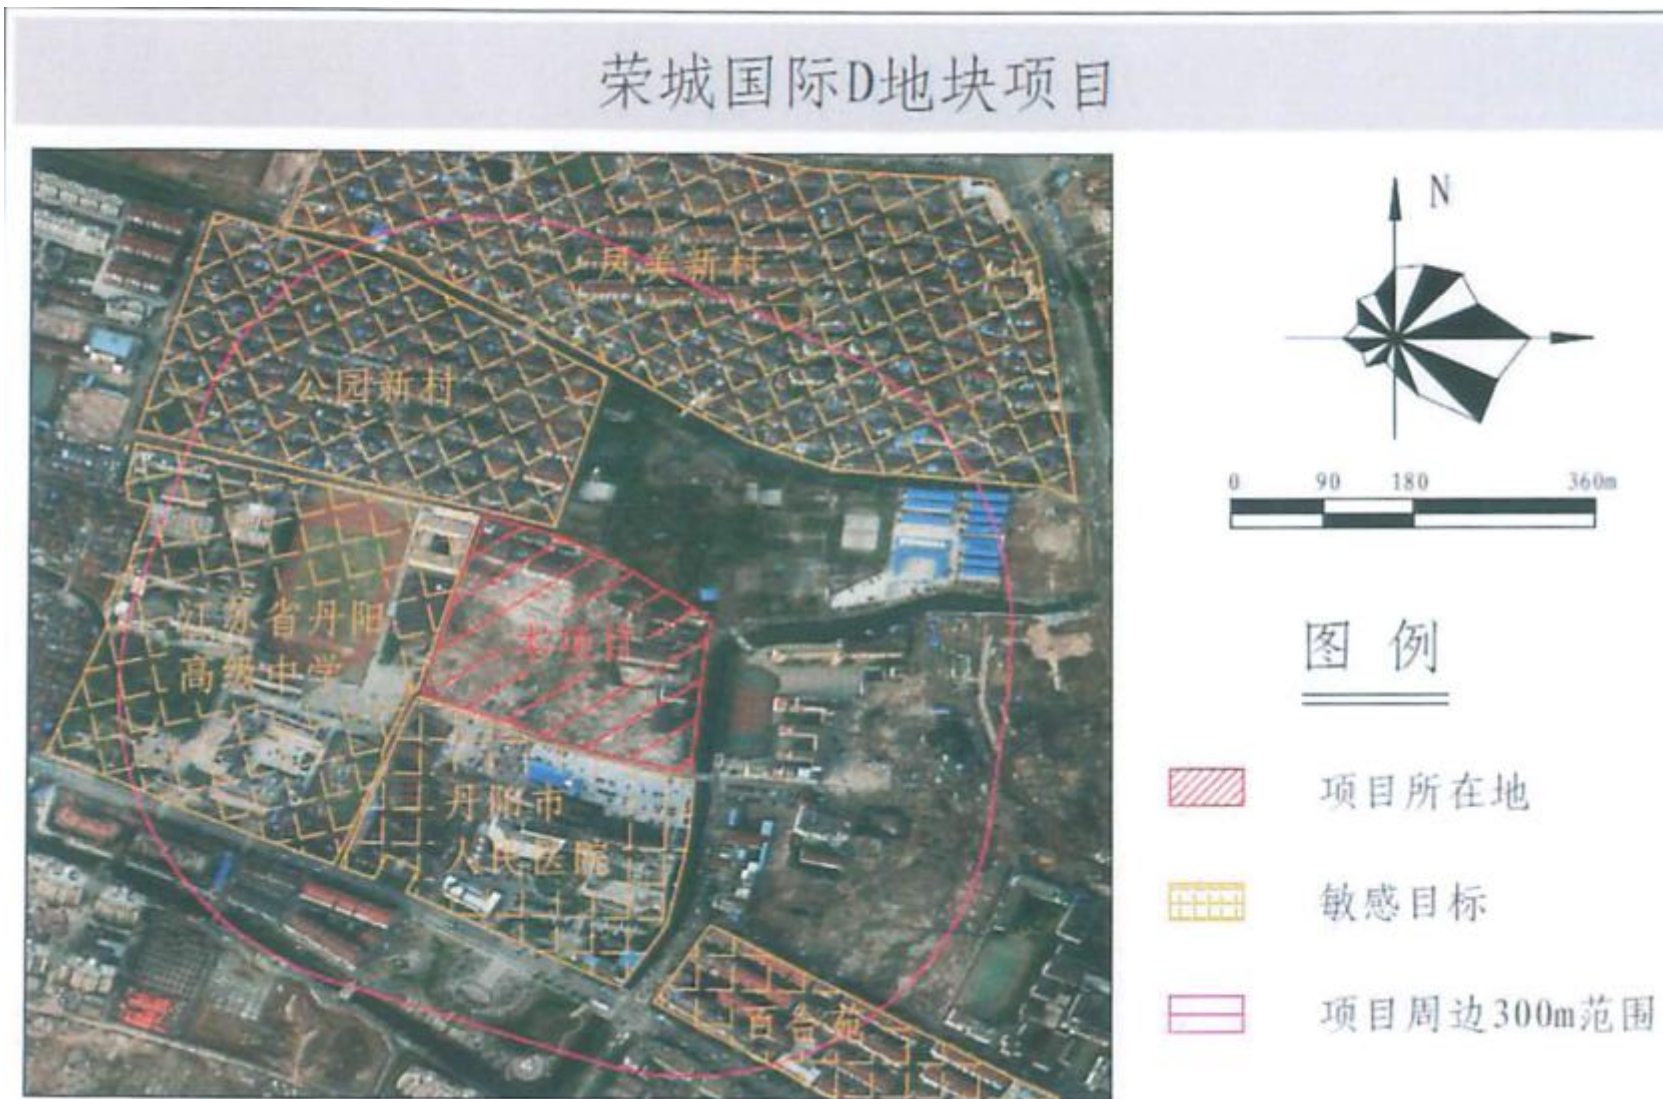 荣城国际D地块项目
凤美新村
公园新村
江苏省丹阳
高级中学
本项目
丹阳市
人民医院
百合苑
N
0 90 180 360m
图例
项目所在地
敏感目标
项目周边300m范围